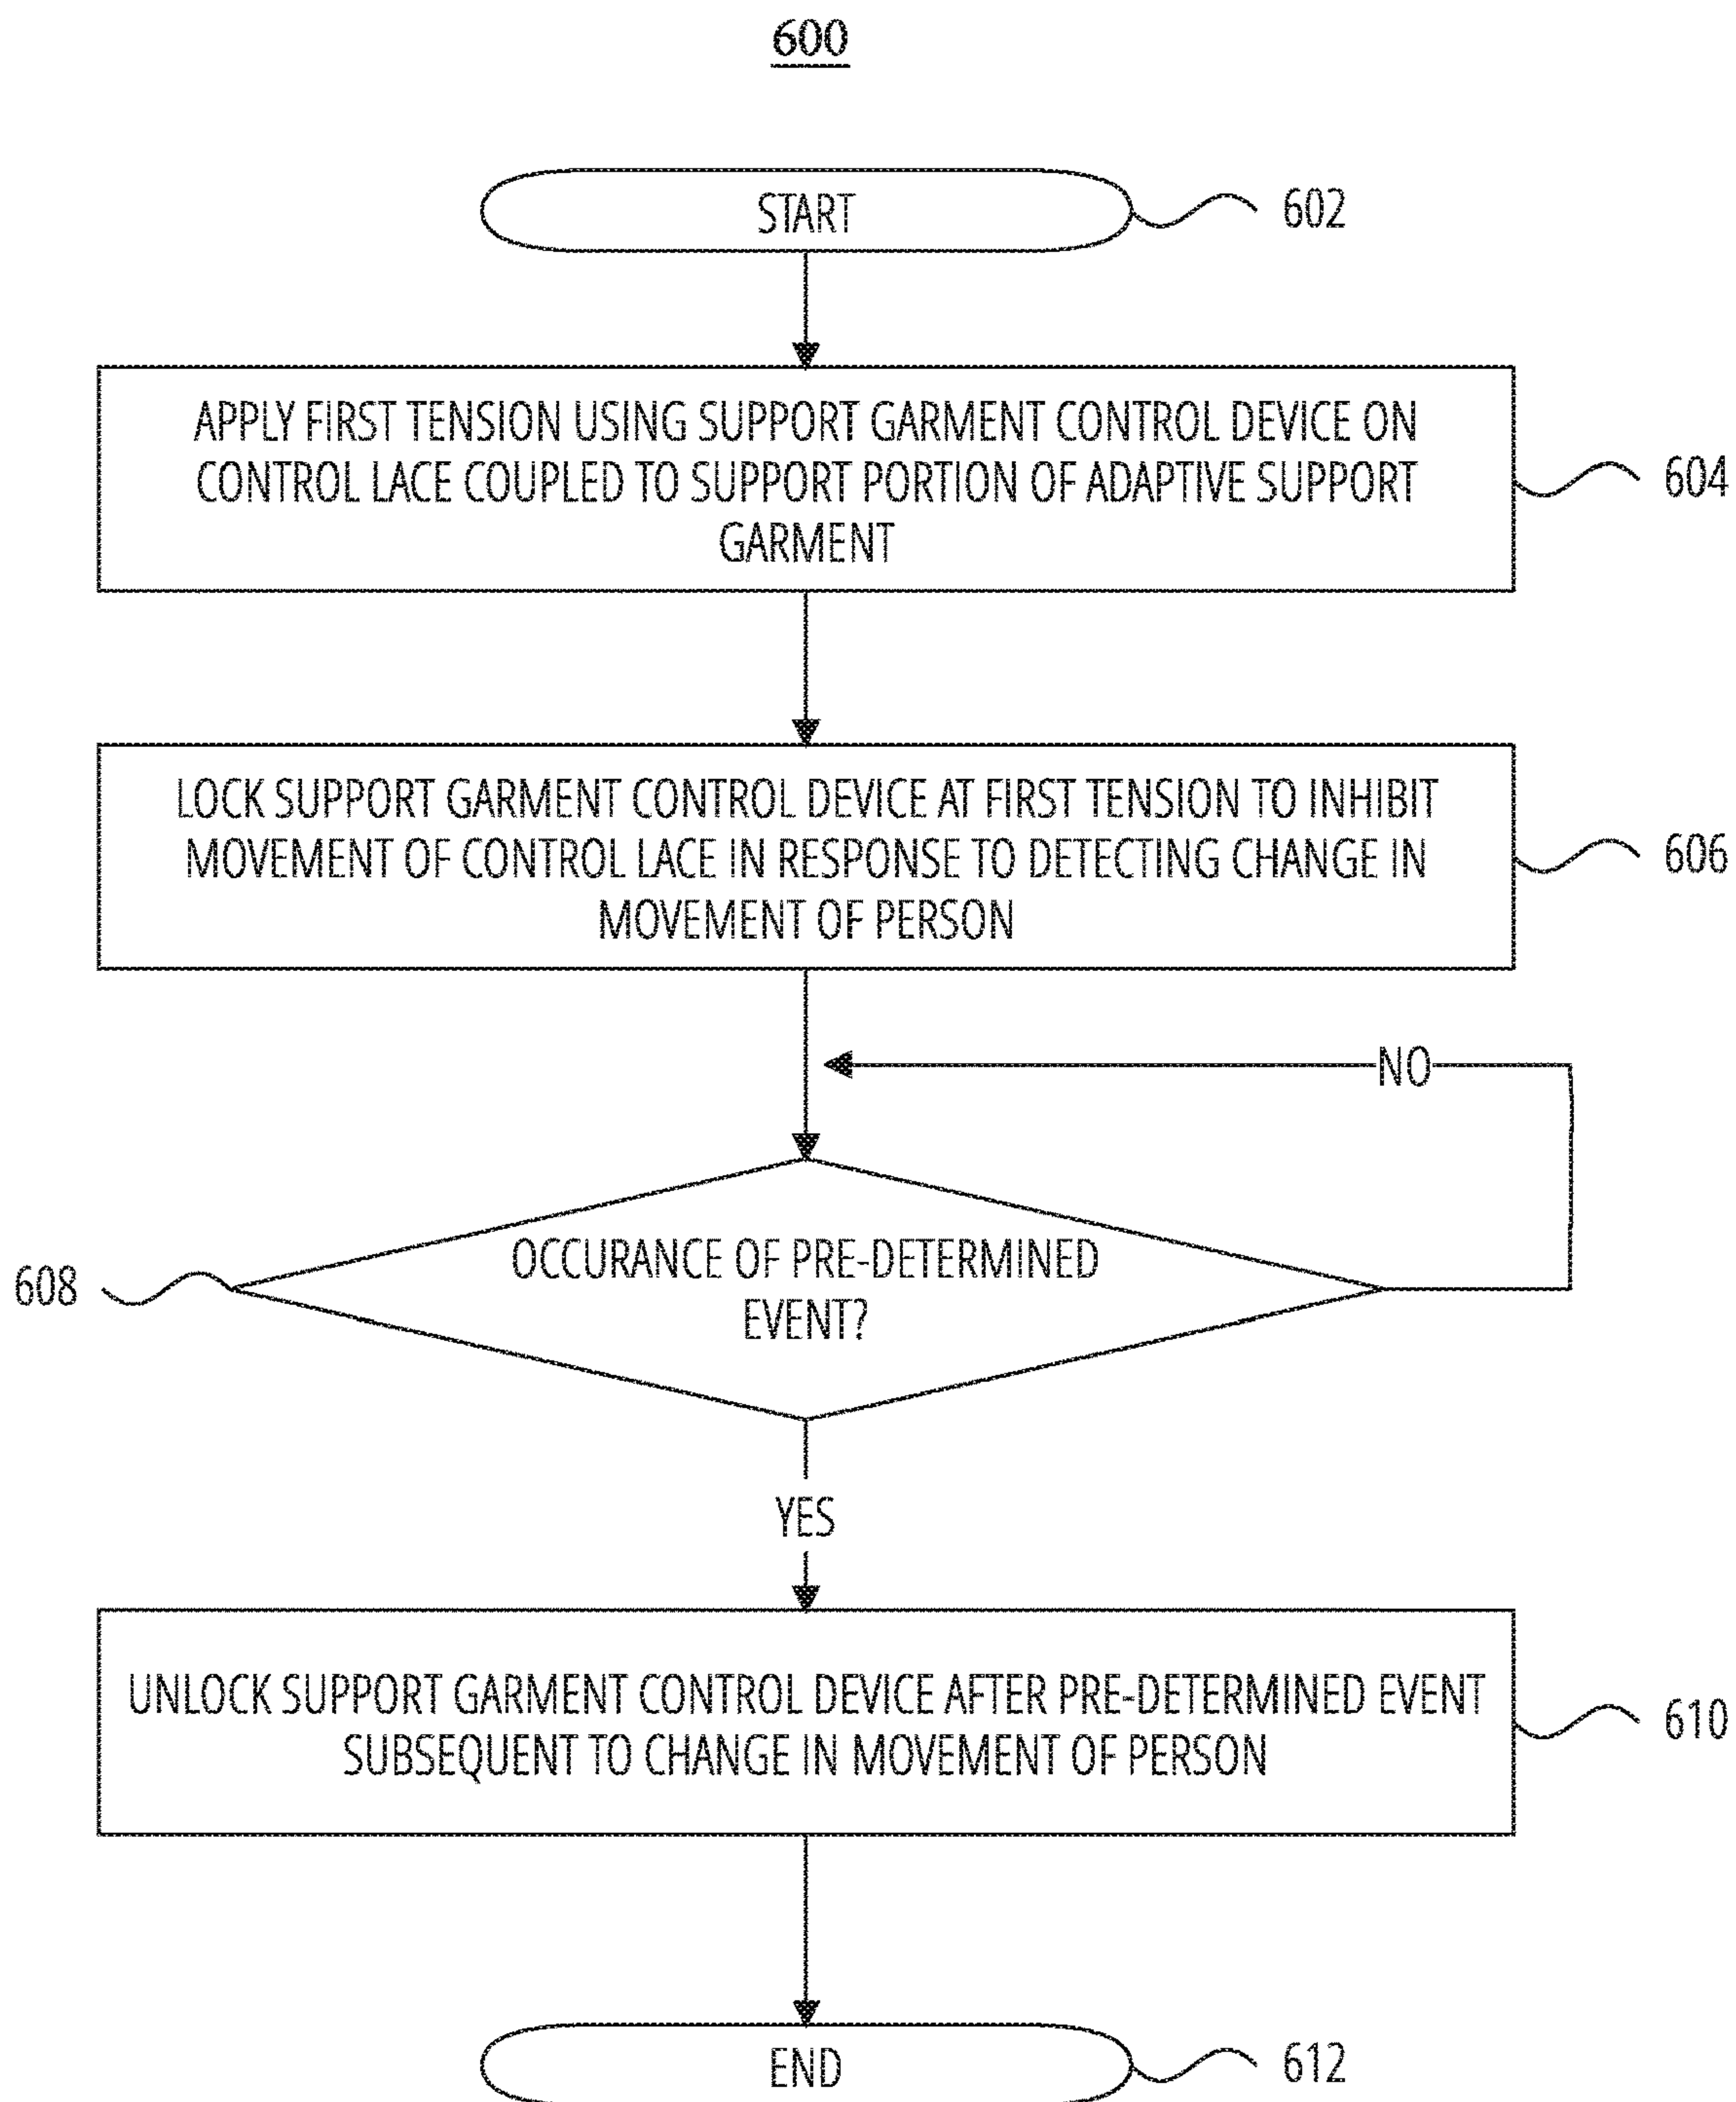 600
START
602
APPLY FIRST TENSION USING SUPPORT GARMENT CONTROL DEVICE ON
CONTROL LACE COUPLED TO SUPPORT PORTION OF ADAPTIVE SUPPORT
GARMENT
604
LOCK SUPPORT GARMENT CONTROL DEVICE AT FIRST TENSION TO INHIBIT
MOVEMENT OF CONTROL LACE IN RESPONSE TO DETECTING CHANGE IN
MOVEMENT OF PERSON
606
NO
OCCURANCE OF PRE-DETERMINED
EVENT?
608
YES
UNLOCK SUPPORT GARMENT CONTROL DEVICE AFTER PRE-DETERMINED EVENT
SUBSEQUENT TO CHANGE IN MOVEMENT OF PERSON
610
END
612